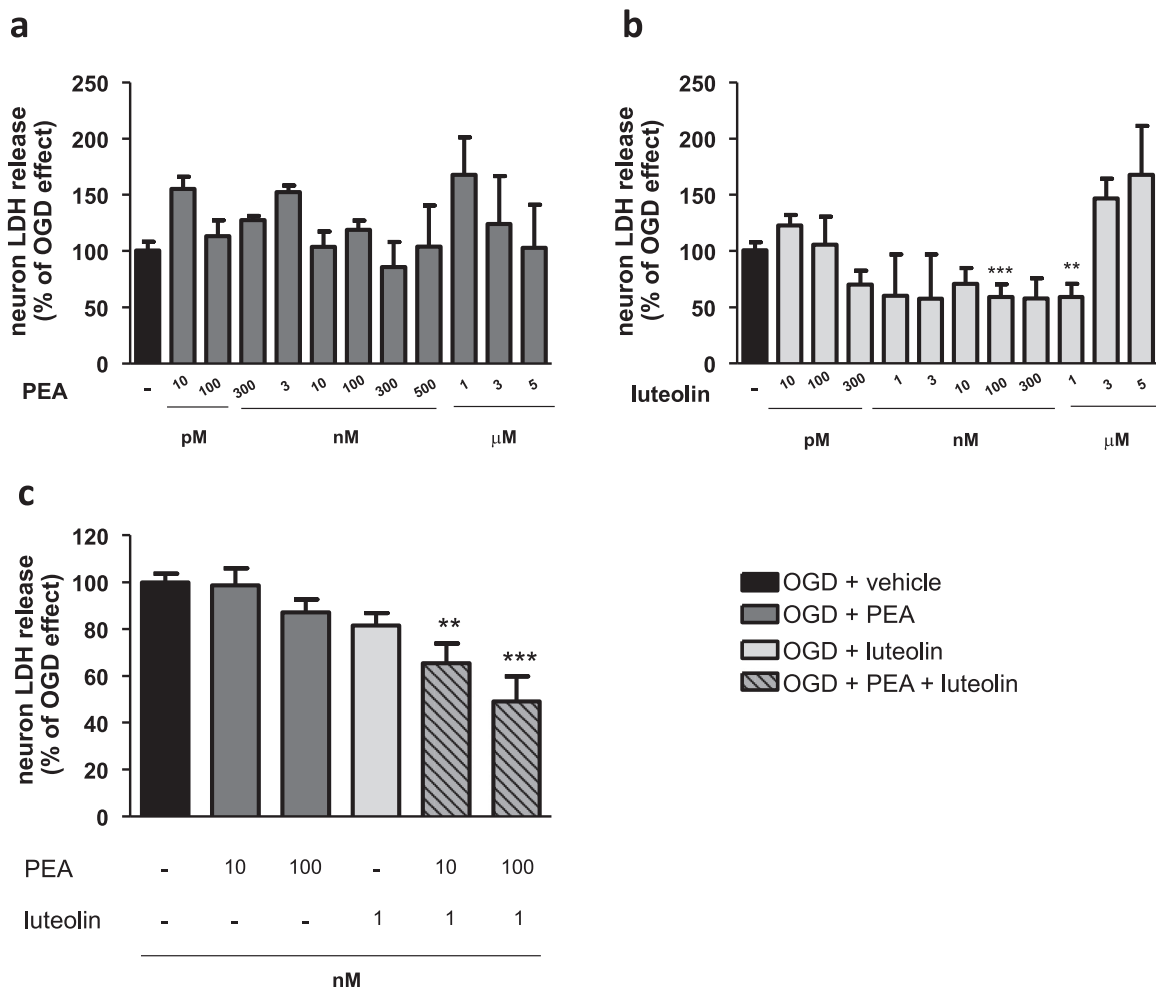 a
neuron LDH release
(% of OGD effect)
250
200
150
100
50
0
PEA
- 10 100 300 3 10 100 300 500 1 3 5
pM nM μM
b
neuron LDH release
(% of OGD effect)
250
200
150
100
50
0
*** **
luteolin
- 10 100 300 1 3 10 100 300 1 3 5
pM nM μM
c
neuron LDH release
(% of OGD effect)
120
100
80
60
40
20
0
**
***
PEA - 10 100 - 10 100
luteolin - - - 1 1 1
nM
OGD + vehicle
OGD + PEA
OGD + luteolin
OGD + PEA + luteolin